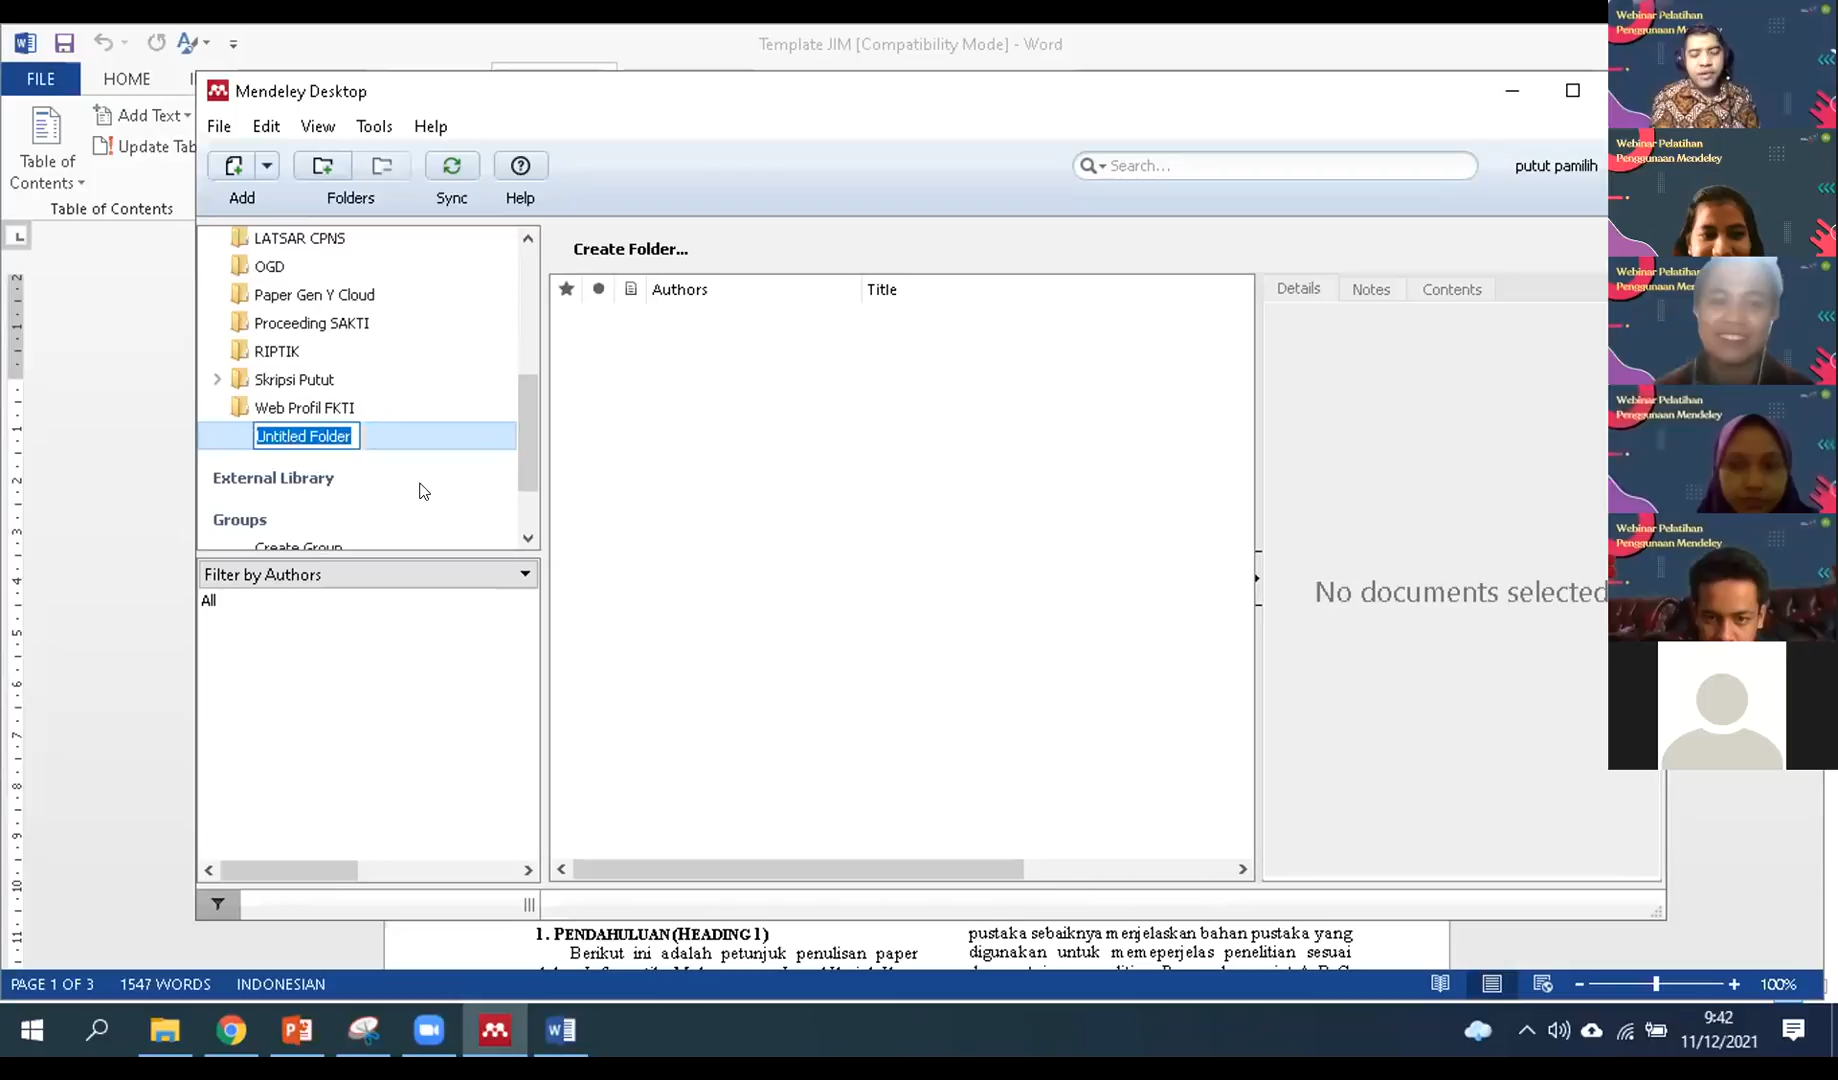 Template JIM [Compatibility Mode] - Word
FILE
HOME
Add Text
Update Tab
Table of
Contents
Table of Contents
Mendeley Desktop
File Edit View Tools Help
Add
Folders
Sync
Help
Search...
putut pamilih
LATSAR CPNS
OGD
Paper Gen Y Cloud
Proceeding SAKTI
RIPTIK
Skripsi Putut
Web Profil FKTI
Untitled Folder
External Library
Groups
Create Group
Filter by Authors
All
Create Folder...
Authors
Title
Details
Notes
Contents
No documents selected
Webinar Pelatihan
Webinar Pelatihan
Penggunaan Mendeley
Webinar Pelatihan
Webinar Pelatihan
Penggunaan Mendeley
Webinar Pelatihan
Penggunaan Mendeley
1. PENDAHULUAN (HEADING 1)
Berikut ini adalah petunjuk penulisan paper
pustaka sebaiknya menjelaskan bahan pustaka yang
digunakan untuk memeperjelas penelitian sesuai
PAGE 1 OF 3
1547 WORDS
INDONESIAN
100%
9:42
11/12/2021